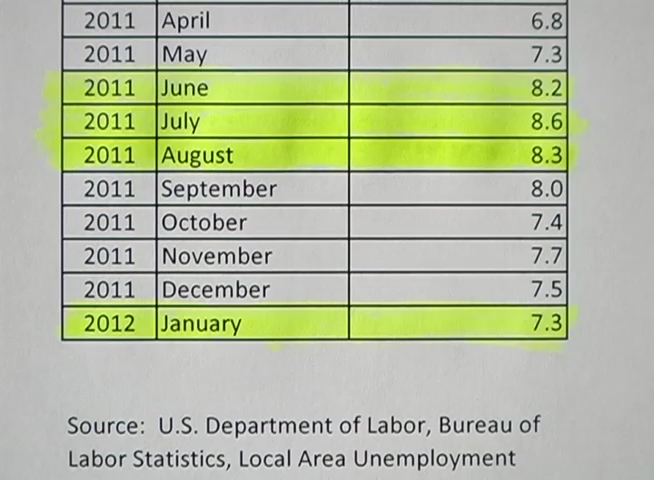 2011 April 6.8
2011 May 7.3
2011 June 8.2
2011 July 8.6
2011 August 8.3
2011 September 8.0
2011 October 7.4
2011 November 7.7
2011 December 7.5
2012 January 7.3
Source: U.S. Department of Labor, Bureau of
Labor Statistics, Local Area Unemployment